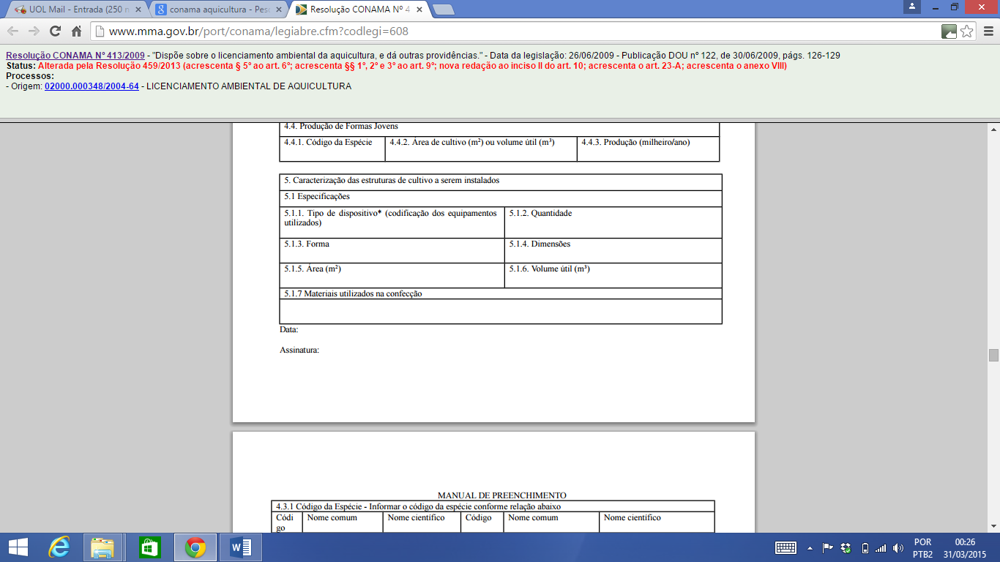 UOL Mail - Entrada (250 n
conama aquicultura - Pes
Resolução CONAMA Nº 4
www.mma.gov.br/port/conama/legiabre.cfm?codlegi=608
Resolução CONAMA Nº 413/2009 - "Dispõe sobre o licenciamento ambiental da aquicultura, e dá outras providências." - Data da legislação: 26/06/2009 - Publicação DOU nº 122, de 30/06/2009, págs. 126-129
Status: Alterada pela Resolução 459/2013 (acrescenta § 5º ao art. 6º; acrescenta §§ 1º, 2º e 3º ao art. 9º; nova redação ao inciso II do art. 10; acrescenta o art. 23-A; acrescenta o anexo VIII)
Processos:
- Origem: 02000.000348/2004-64 - LICENCIAMENTO AMBIENTAL DE AQUICULTURA
4.4. Produção de Formas Jovens
4.4.1. Código da Espécie
4.4.2. Área de cultivo (m²) ou volume útil (m³)
4.4.3. Produção (milheiro/ano)
5. Caracterização das estruturas de cultivo a serem instalados
5.1 Especificações
5.1.1. Tipo de dispositivo* (codificação dos equipamentos
utilizados)
5.1.2. Quantidade
5.1.3. Forma
5.1.4. Dimensões
5.1.5. Área (m²)
5.1.6. Volume útil (m³)
5.1.7 Materiais utilizados na confecção
Data:
Assinatura:
MANUAL DE PREENCHIMENTO
4.3.1 Código da Espécie - Informar o código da espécie conforme relação abaixo
Códi
go
Nome comum
Nome científico
Código
Nome comum
Nome científico
POR
PTB2
00:26
31/03/2015